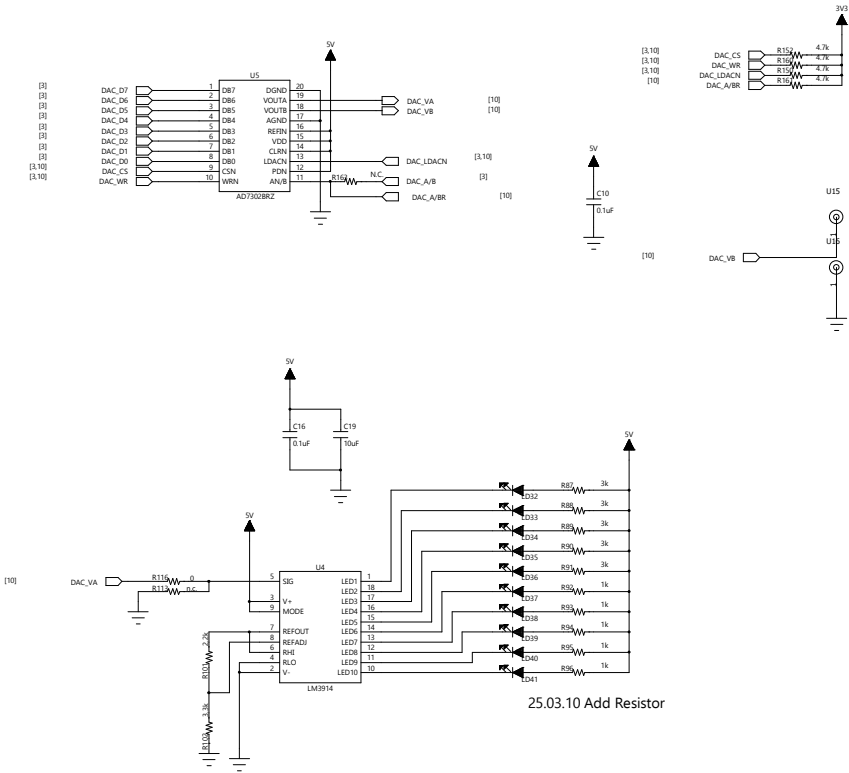 3V3
[3,10] DAC_CS R152 4.7k
[3,10] DAC_WR 4.7k
[3,10] DAC_LDACN 4.7k
[10] DAC_A/BR 4.7k
5V
U5
AD7302BRZ
[3] DAC_D7 1 DB7 DGND 20
[3] DAC_D6 2 DB6 VOUTA 19 DAC_VA [10]
[3] DAC_D5 3 DB5 VOUTB 18 DAC_VB [10]
[3] DAC_D4 4 DB4 AGND 17
[3] DAC_D3 5 DB3 REFIN 16
[3] DAC_D2 6 DB2 VDD 15
[3] DAC_D1 7 DB1 CLRN 14
[3] DAC_D0 8 DB0 LDACN 13 DAC_LDACN [3,10]
[3,10] DAC_CS 9 CSN PDN 12
[3,10] DAC_WR 10 WRN AN/B 11 N.C. DAC_A/B [3]
DAC_A/BR [10]
5V
C10
0.1uF
U15
1
U16
1
[10] DAC_VB
5V
C16 C19
0.1uF 10uF
5V
5V
U4
LM3914
[10] DAC_VA R116 0 5 SIG LED1 1
R113 n.c. LED2 18
3 V+ LED3 17
9 MODE LED4 16
LED5 15
7 REFOUT LED6 14
8 REFADJ LED7 13
6 RHI LED8 12
4 RLO LED9 11
2 V- LED10 10
2.2k
R101
3.3k
LD32 R87 3k
LD33 R88 3k
LD34 R89 3k
LD35 R90 3k
LD36 R91 3k
LD37 R92 1k
LD38 R93 1k
LD39 R94 1k
LD40 R95 1k
LD41 R96 1k
25.03.10 Add Resistor